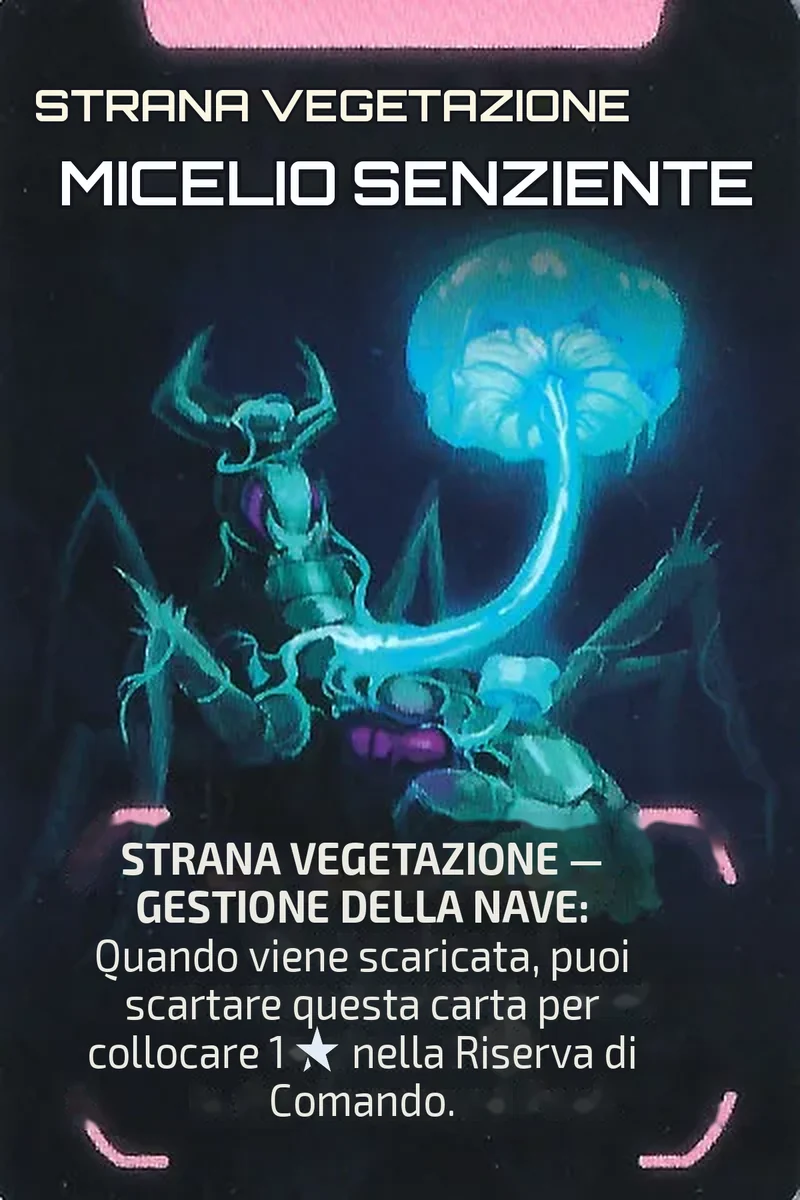 STRANA VEGETAZIONE
MICELIO SENZIENTE
STRANA VEGETAZIONE —
GESTIONE DELLA NAVE:
Quando viene scaricata, puoi
scartare questa carta per
collocare 1 ★ nella Riserva di
Comando.